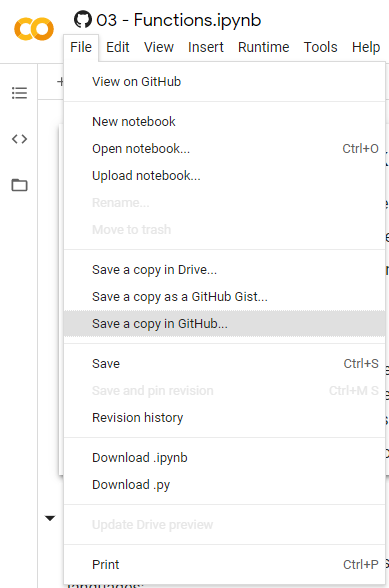 03 - Functions.ipynb
File Edit View Insert Runtime Tools Help
View on GitHub
New notebook
Open notebook... Ctrl+O
Upload notebook...
Rename...
Move to trash
Save a copy in Drive...
Save a copy as a GitHub Gist...
Save a copy in GitHub...
Save Ctrl+S
Save and pin revision Ctrl+M S
Revision history
Download .ipynb
Download .py
Update Drive preview
Print Ctrl+P